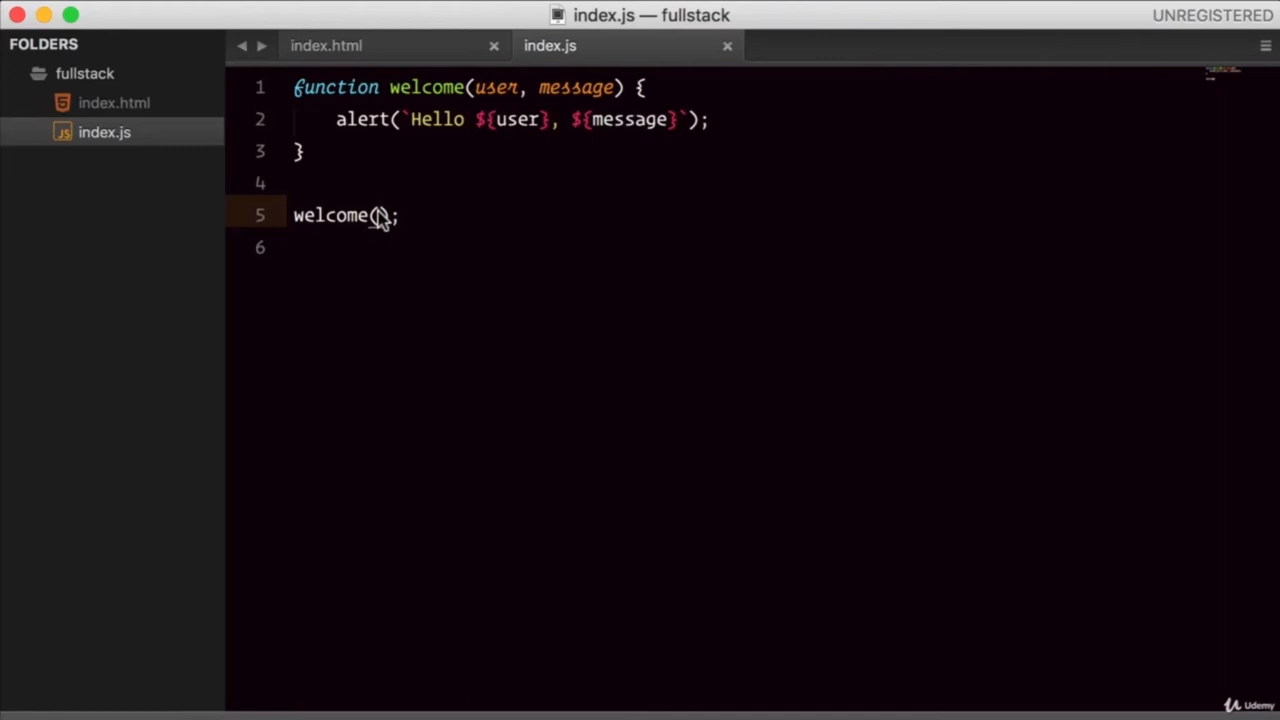 index.js — fullstack
UNREGISTERED
FOLDERS
fullstack
index.html
index.js
index.html
index.js
1 function welcome(user, message) {
2 alert(`Hello ${user}, ${message}`);
3 }
4
5 welcome();
6
Udemy